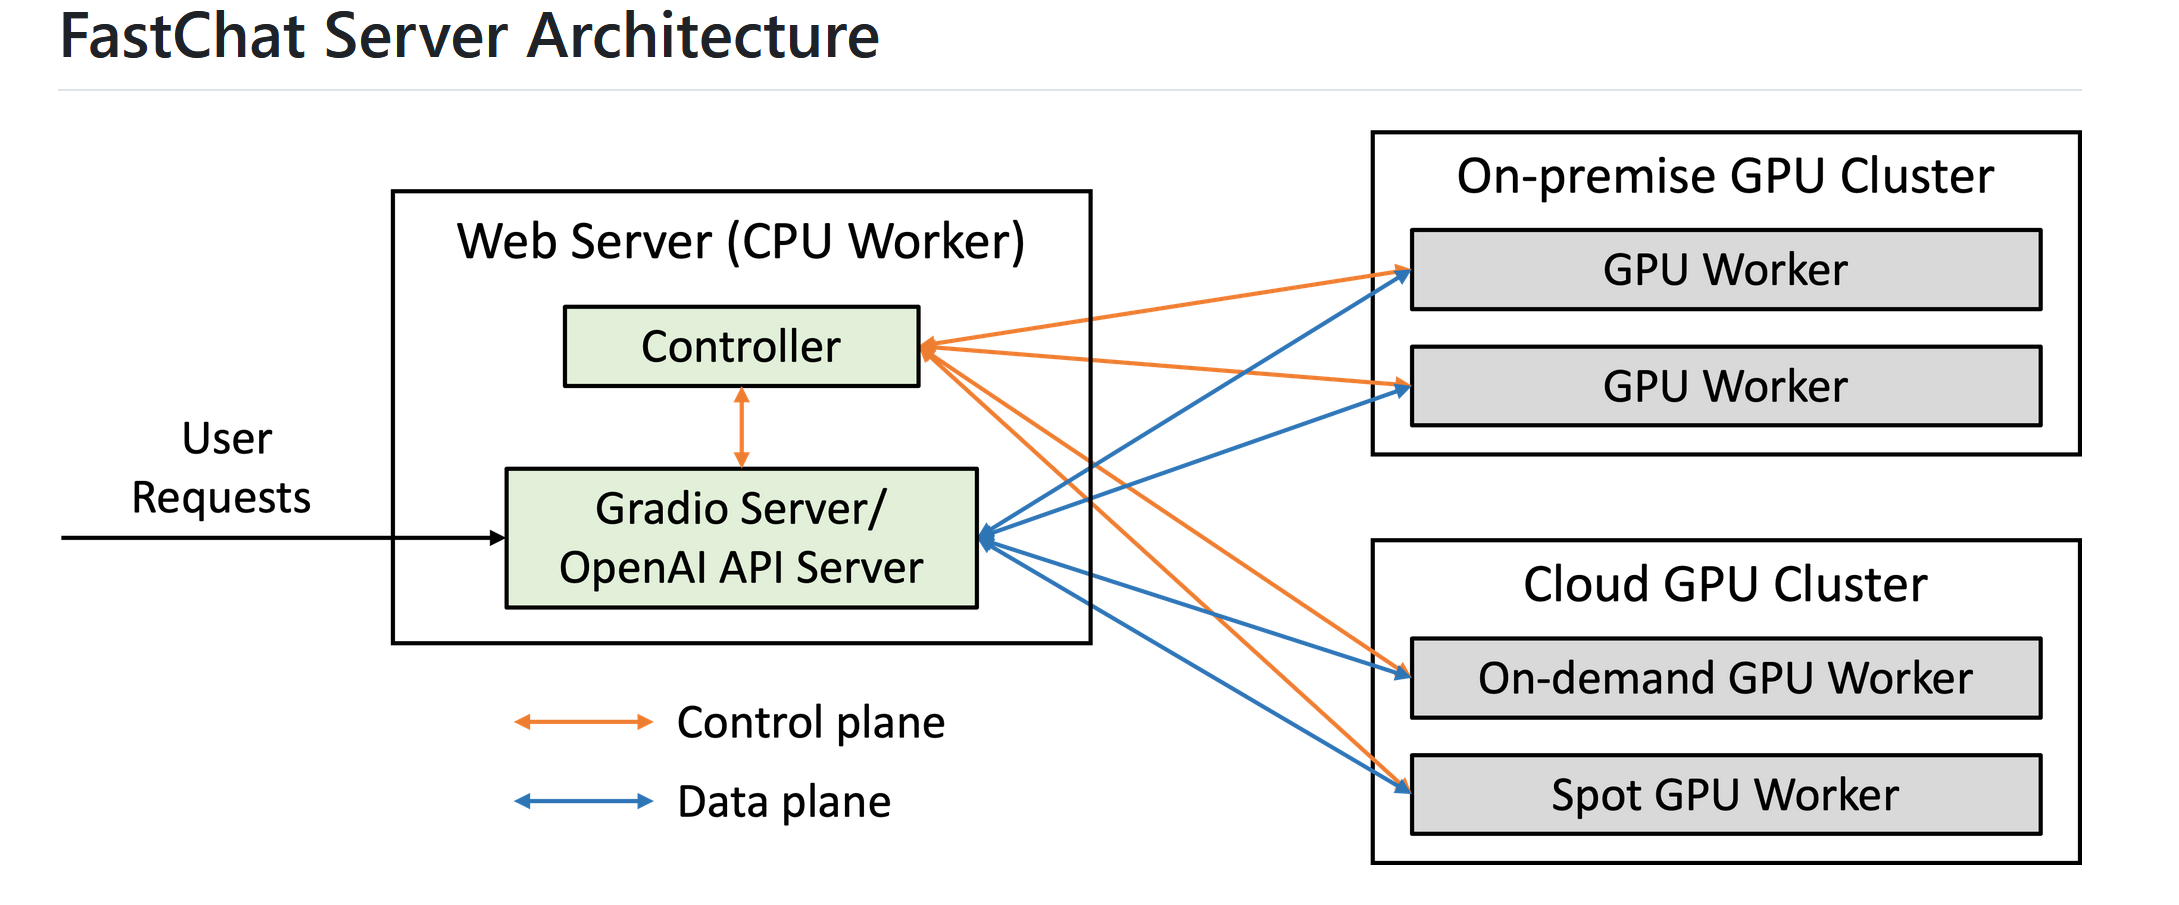 FastChat Server Architecture
Web Server (CPU Worker)
Controller
Gradio Server/
OpenAI API Server
User
Requests
Control plane
Data plane
On-premise GPU Cluster
GPU Worker
GPU Worker
Cloud GPU Cluster
On-demand GPU Worker
Spot GPU Worker